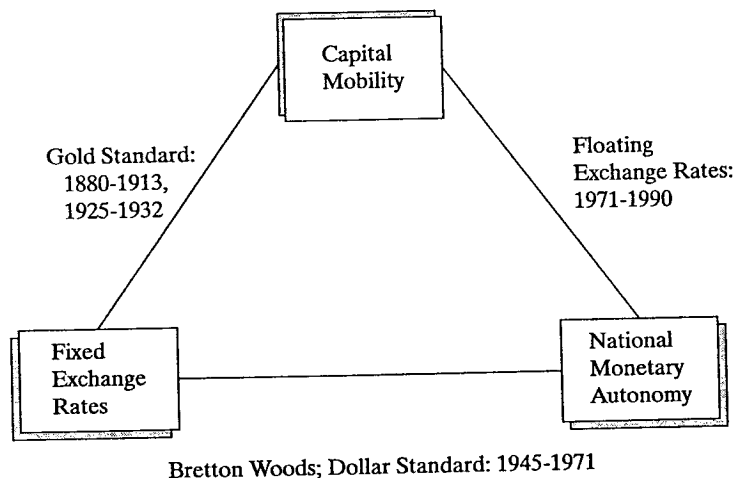 Capital
Mobility
Gold Standard:
1880-1913,
1925-1932
Floating
Exchange Rates:
1971-1990
Fixed
Exchange
Rates
National
Monetary
Autonomy
Bretton Woods; Dollar Standard: 1945-1971